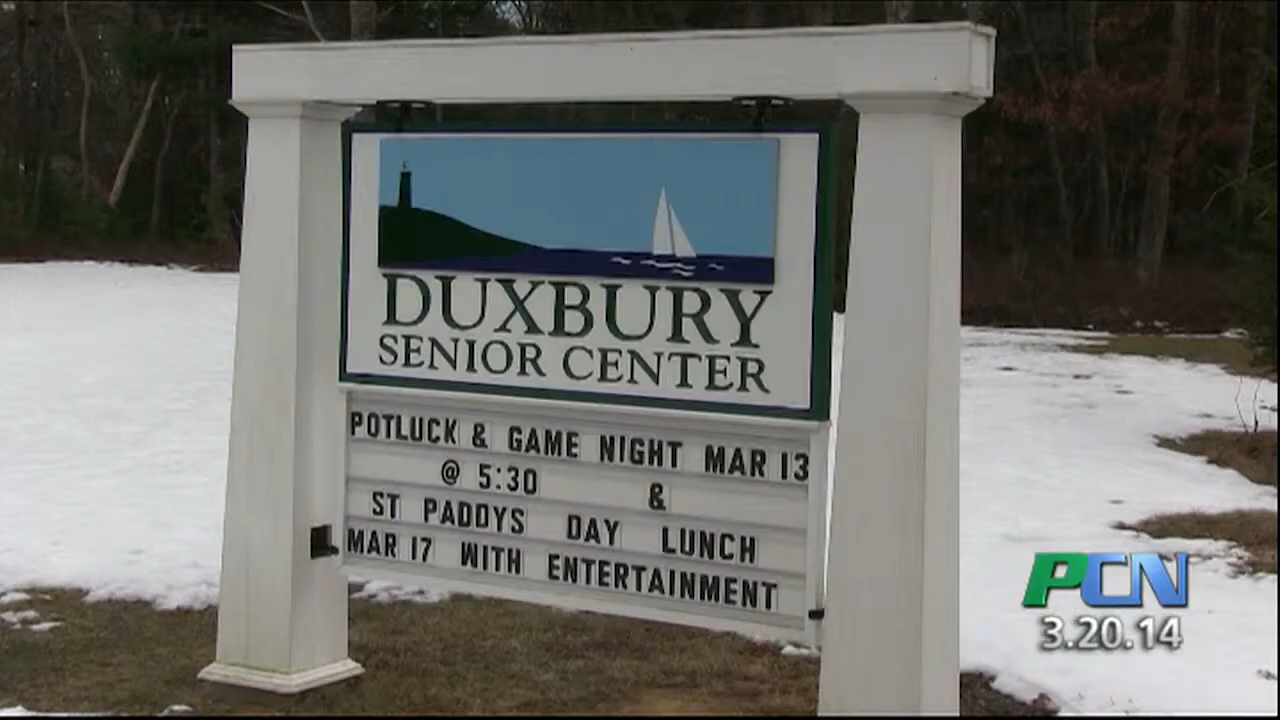 DUXBURY
SENIOR CENTER
POTLUCK & GAME NIGHT MAR 13
@ 5:30 &
ST PADDYS DAY LUNCH
MAR 17 WITH ENTERTAINMENT
PCN
3.20.14